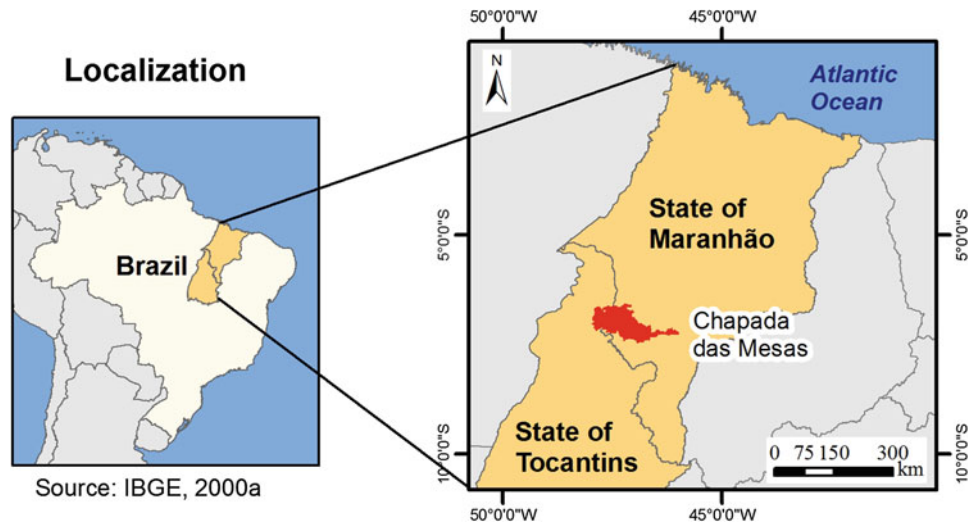 Localization
Brazil
Source: IBGE, 2000a
50°0'0"W
45°0'0"W
N
Atlantic
Ocean
State of
Maranhão
5°0'0"S
5°0'0"S
Chapada
das Mesas
State of
Tocantins
0 75 150 300
km
10°0'0"S
10°0'0"S
50°0'0"W
45°0'0"W